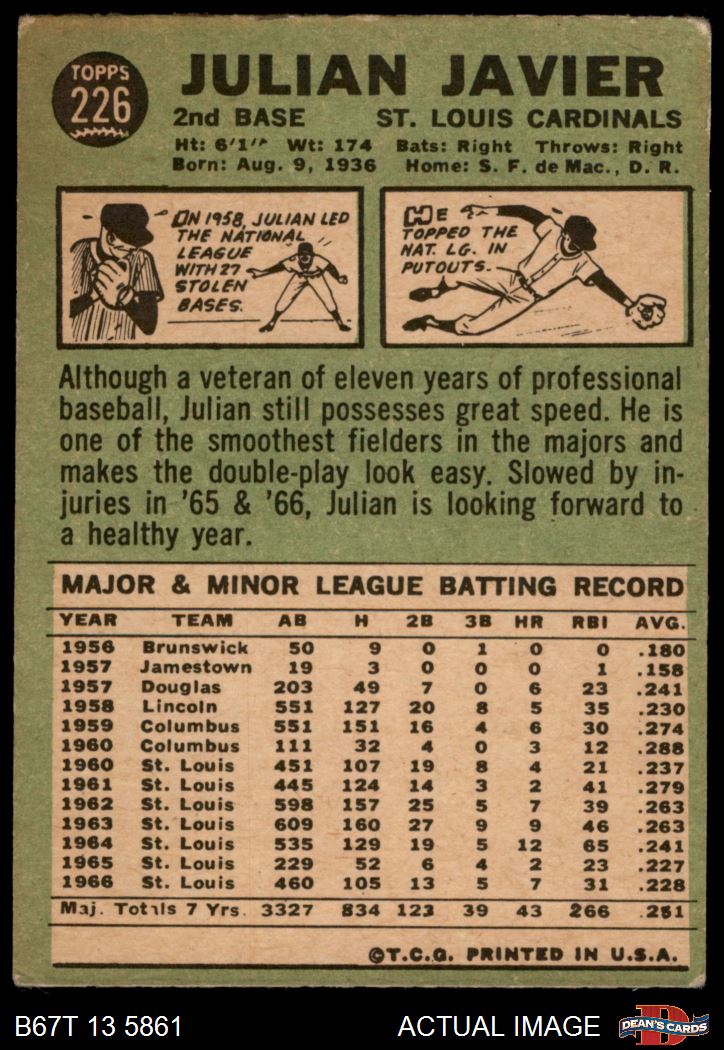 TOPPS
226
JULIAN JAVIER
2nd BASE ST. LOUIS CARDINALS
Ht: 6'1" Wt: 174 Bats: Right Throws: Right
Born: Aug. 9, 1936 Home: S. F. de Mac., D. R.
IN 1958, JULIAN LED
THE NATIONAL
LEAGUE
WITH 27
STOLEN
BASES.
HE
TOPPED THE
NAT. LG. IN
PUTOUTS.
Although a veteran of eleven years of professional
baseball, Julian still possesses great speed. He is
one of the smoothest fielders in the majors and
makes the double-play look easy. Slowed by in-
juries in '65 & '66, Julian is looking forward to
a healthy year.
MAJOR & MINOR LEAGUE BATTING RECORD
YEAR TEAM AB H 2B 3B HR RBI AVG.
1956 Brunswick 50 9 0 1 0 0 .180
1957 Jamestown 19 3 0 0 0 1 .158
1957 Douglas 203 49 7 0 6 23 .241
1958 Lincoln 551 127 20 8 5 35 .230
1959 Columbus 551 151 16 4 6 30 .274
1960 Columbus 111 32 4 0 3 12 .288
1960 St. Louis 451 107 19 8 4 21 .237
1961 St. Louis 445 124 14 3 2 41 .279
1962 St. Louis 598 157 25 5 7 39 .263
1963 St. Louis 609 160 27 9 9 46 .263
1964 St. Louis 535 129 19 5 12 65 .241
1965 St. Louis 229 52 6 4 2 23 .227
1966 St. Louis 460 105 13 5 7 31 .228
Maj. Totals 7 Yrs. 3327 834 123 39 43 266 .251
©T.C.G. PRINTED IN U.S.A.
B67T 13 5861 ACTUAL IMAGE
D
DEAN'S CARDS